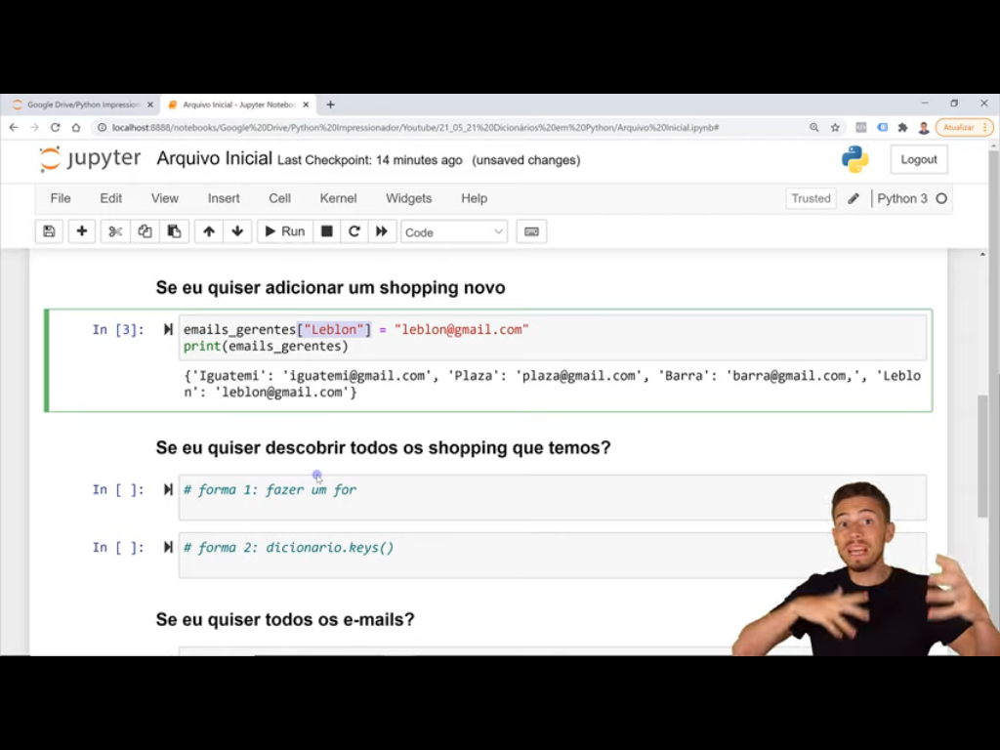 Google Drive/Python Impression
Arquivo Inicial - Jupyter Noteboo
localhost:8888/notebooks/Google%20Drive/Python%20Impressionador/Youtube/21_05_21%20Dicionários%20em%20Python/Arquivo%20Inicial.ipynb#
Atualizar
jupyter Arquivo Inicial Last Checkpoint: 14 minutes ago (unsaved changes)
Logout
File Edit View Insert Cell Kernel Widgets Help
Trusted
Python 3
Run
Code
Se eu quiser adicionar um shopping novo
In [3]: emails_gerentes["Leblon"] = "leblon@gmail.com"
print(emails_gerentes)
{'Iguatemi': 'iguatemi@gmail.com', 'Plaza': 'plaza@gmail.com', 'Barra': 'barra@gmail.com,', 'Leblo
n': 'leblon@gmail.com'}
Se eu quiser descobrir todos os shopping que temos?
In [ ]: # forma 1: fazer um for
In [ ]: # forma 2: dicionario.keys()
Se eu quiser todos os e-mails?